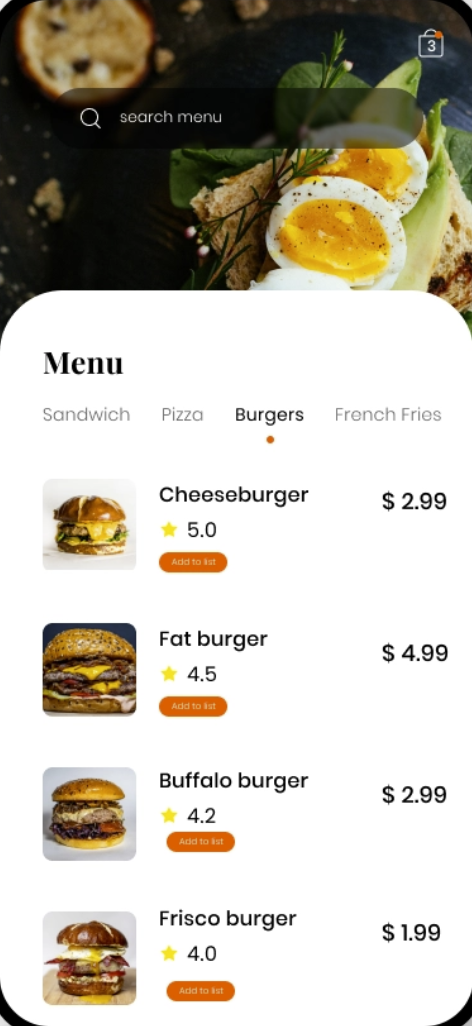 3
search menu
Menu
Sandwich Pizza Burgers French Fries
Cheeseburger $ 2.99
5.0
Add to list
Fat burger $ 4.99
4.5
Add to list
Buffalo burger $ 2.99
4.2
Add to list
Frisco burger $ 1.99
4.0
Add to list